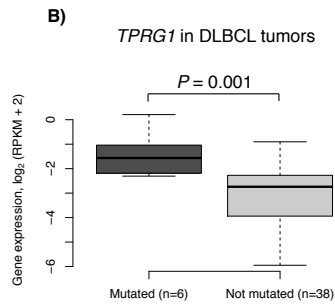 B)
TPRG1 in DLBCL tumors
P = 0.001
Gene expression, log₂ (RPKM + 2)
0
−2
−4
−6
Mutated (n=6)
Not mutated (n=38)